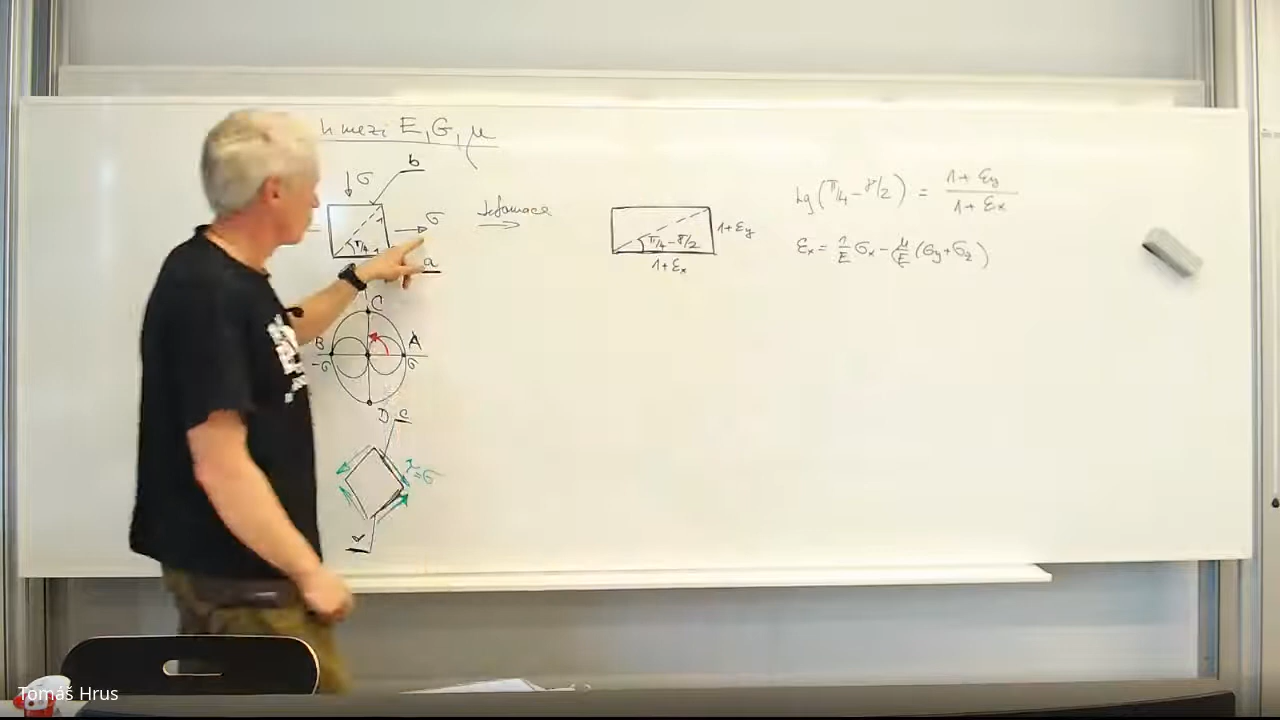 h mezi E, G, μ
b
σ
π/4
σ
a
deformace
π/4 - γ/2
1+εy
1+εx
tg(π/4 - γ/2) = (1+εy)/(1+εx)
εx = 1/E σx - μ/E (σy+σz)
C
B
A
-σ
σ
D
c
τ=σ
d
Tomáš Hrus